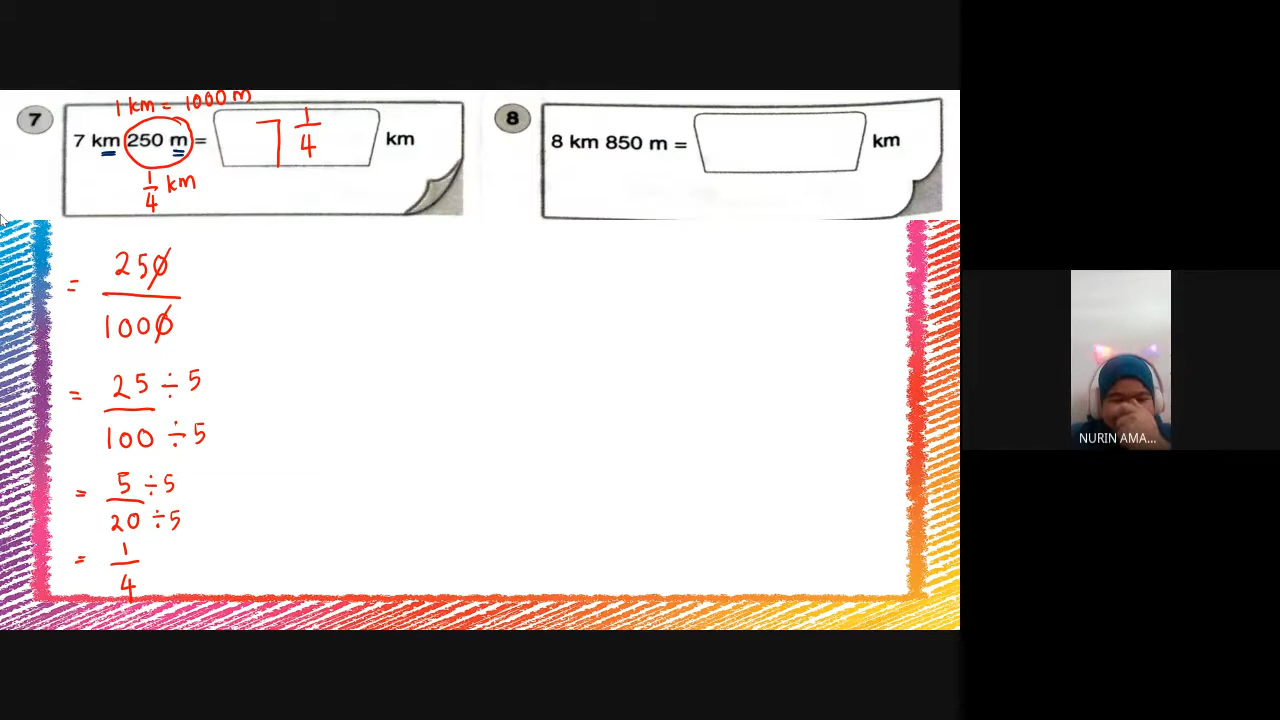 1 km = 1000 m
7
7 km 250 m = 7 1/4 km
1/4 km
= 250/1000
= 25 ÷ 5 / 100 ÷ 5
= 5 ÷ 5 / 20 ÷ 5
= 1/4
8
8 km 850 m = km
NURIN AMA...